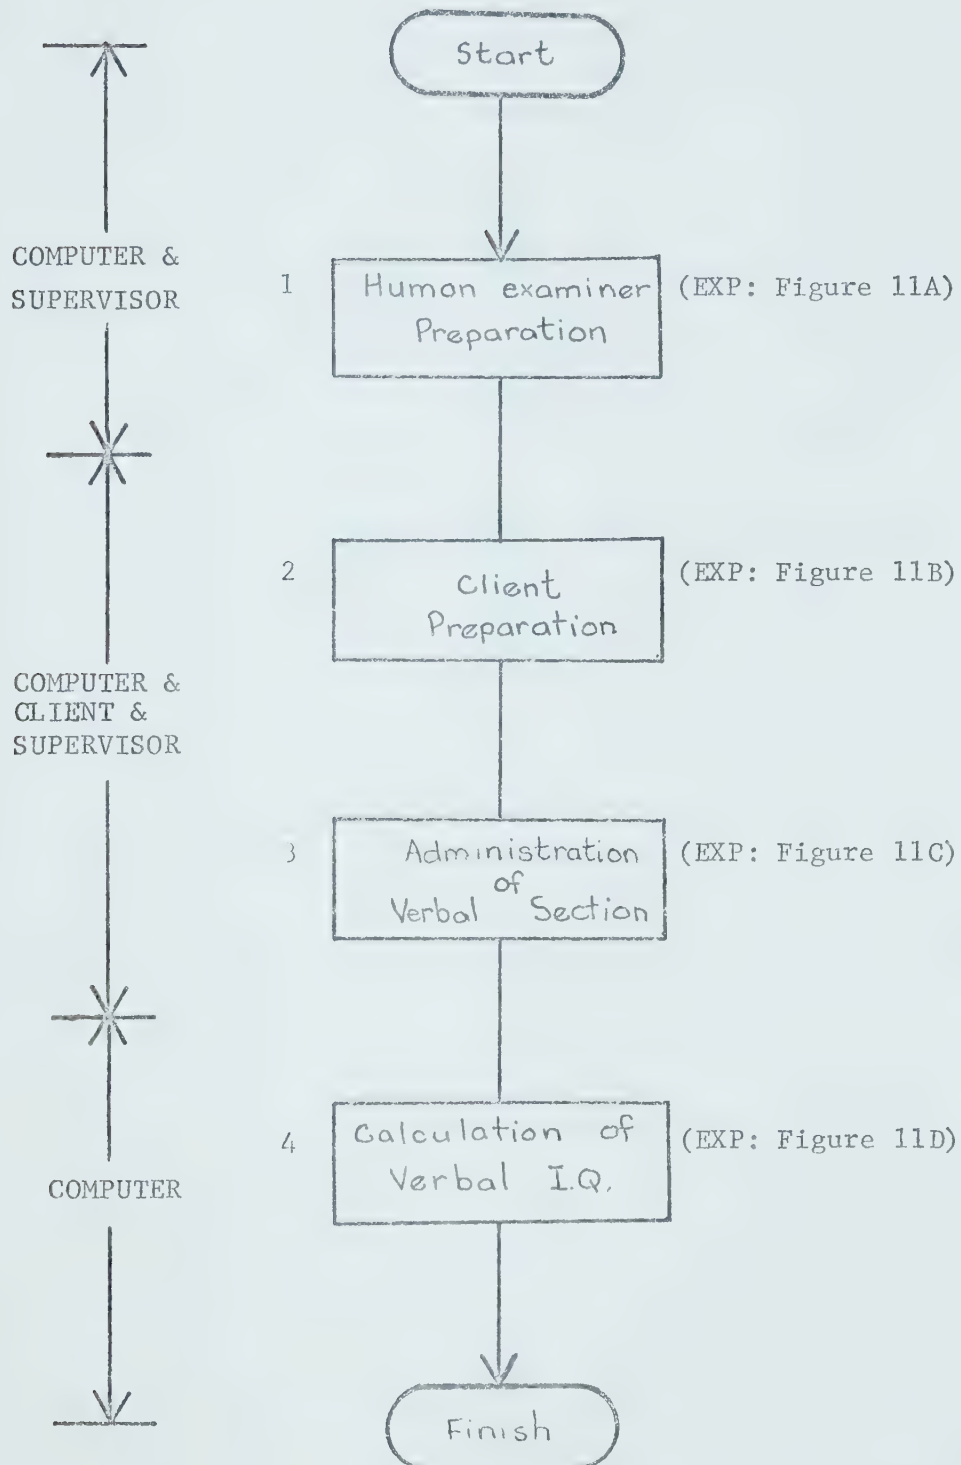 Start
COMPUTER &
SUPERVISOR
1
Human examiner
Preparation
(EXP: Figure 11A)
2
Client
Preparation
(EXP: Figure 11B)
COMPUTER &
CLIENT &
SUPERVISOR
3
Administration
of
Verbal Section
(EXP: Figure 11C)
4
Calculation of
Verbal I.Q.
(EXP: Figure 11D)
COMPUTER
Finish